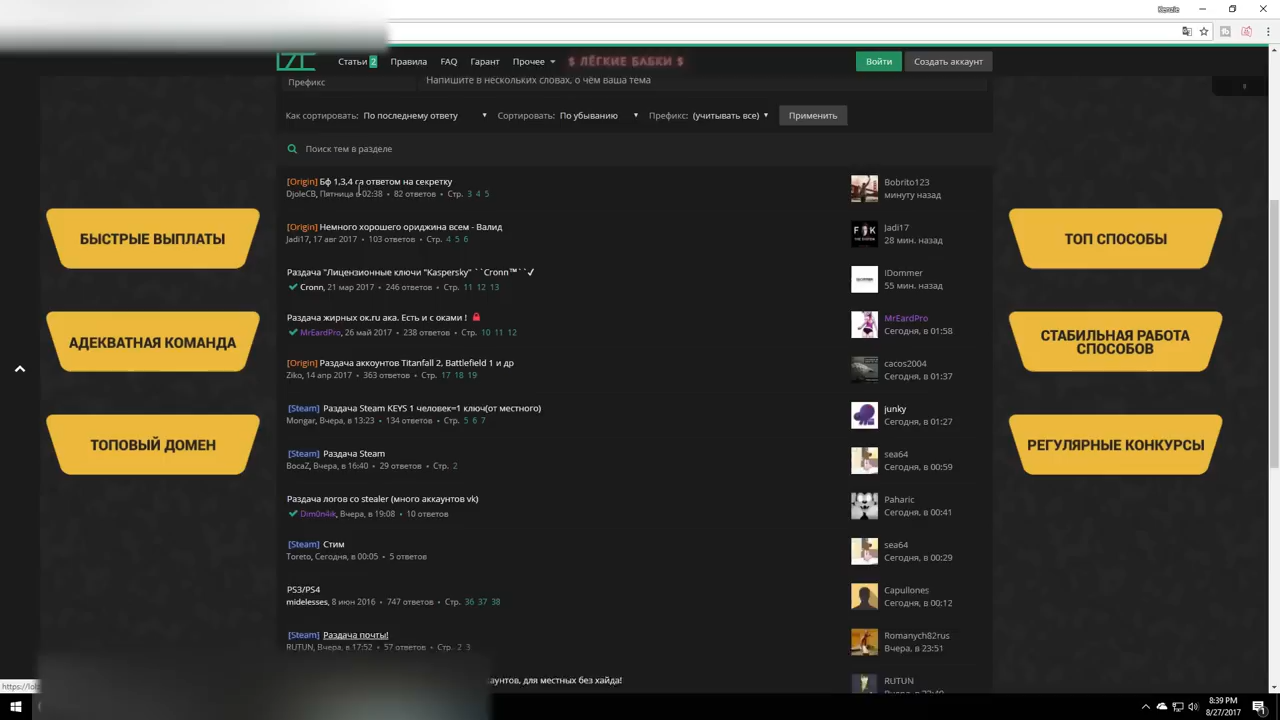 Kenzie
Статьи 2 Правила FAQ Гарант Прочее $ ЛЁГКИЕ БАБКИ $ Войти Создать аккаунт
Префикс Напишите в нескольких словах, о чём ваша тема
Как сортировать: По последнему ответу Сортировать: По убыванию Префикс: (учитывать все) Применить
Поиск тем в разделе
[Origin] Бф 1,3,4 га ответом на секретку
DjoleCB, Пятница в 02:38 • 82 ответов • Стр. 3 4 5
Bobrito123
минуту назад
[Origin] Немного хорошего ориджина всем - Валид
Jadi17, 17 авг 2017 • 103 ответов • Стр. 4 5 6
Jadi17
28 мин. назад
Раздача "Лицензионные ключи "Kaspersky" ``Cronn™``✓
Cronn, 21 мар 2017 • 246 ответов • Стр. 11 12 13
IDommer
55 мин. назад
Раздача жирных ок.ru ака. Есть и с оками !
MrEardPro, 26 май 2017 • 238 ответов • Стр. 10 11 12
MrEardPro
Сегодня, в 01:58
[Origin] Раздача аккаунтов Titanfall 2, Battlefield 1 и др
Ziko, 14 апр 2017 • 363 ответов • Стр. 17 18 19
cacos2004
Сегодня, в 01:37
[Steam] Раздача Steam KEYS 1 человек=1 ключ(от местного)
Mongar, Вчера, в 13:23 • 134 ответов • Стр. 5 6 7
junky
Сегодня, в 01:27
[Steam] Раздача Steam
BocaZ, Вчера, в 16:40 • 29 ответов • Стр. 2
sea64
Сегодня, в 00:59
Раздача логов со stealer (много аккаунтов vk)
Dim0n4ik, Вчера, в 19:08 • 10 ответов
Paharic
Сегодня, в 00:41
[Steam] Стим
Toreto, Сегодня, в 00:05 • 5 ответов
sea64
Сегодня, в 00:29
PS3/PS4
midelesses, 8 июн 2016 • 747 ответов • Стр. 36 37 38
Capullones
Сегодня, в 00:12
[Steam] Раздача почты!
RUTUN, Вчера, в 17:52 • 57 ответов • Стр. 2 3
Romanych82rus
Вчера, в 23:51
для местных без хайда!
RUTUN
БЫСТРЫЕ ВЫПЛАТЫ
АДЕКВАТНАЯ КОМАНДА
ТОПОВЫЙ ДОМЕН
ТОП СПОСОБЫ
СТАБИЛЬНАЯ РАБОТА
СПОСОБОВ
РЕГУЛЯРНЫЕ КОНКУРСЫ
8:39 PM
8/27/2017